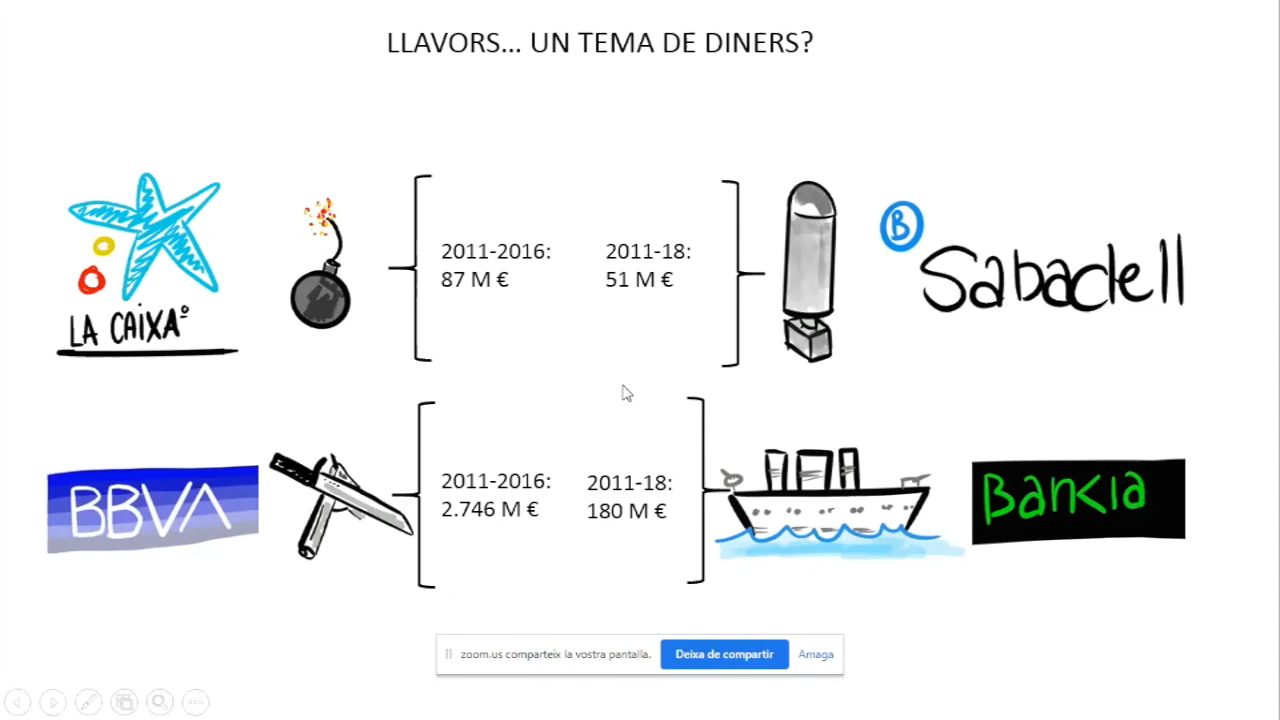 LLAVORS... UN TEMA DE DINERS?
LA CAIXA
2011-2016:
87 M €
2011-18:
51 M €
B
Sabadell
BBVA
2011-2016:
2.746 M €
2011-18:
180 M €
Bankia
zoom.us comparteix la vostra pantalla.
Deixa de compartir
Amaga